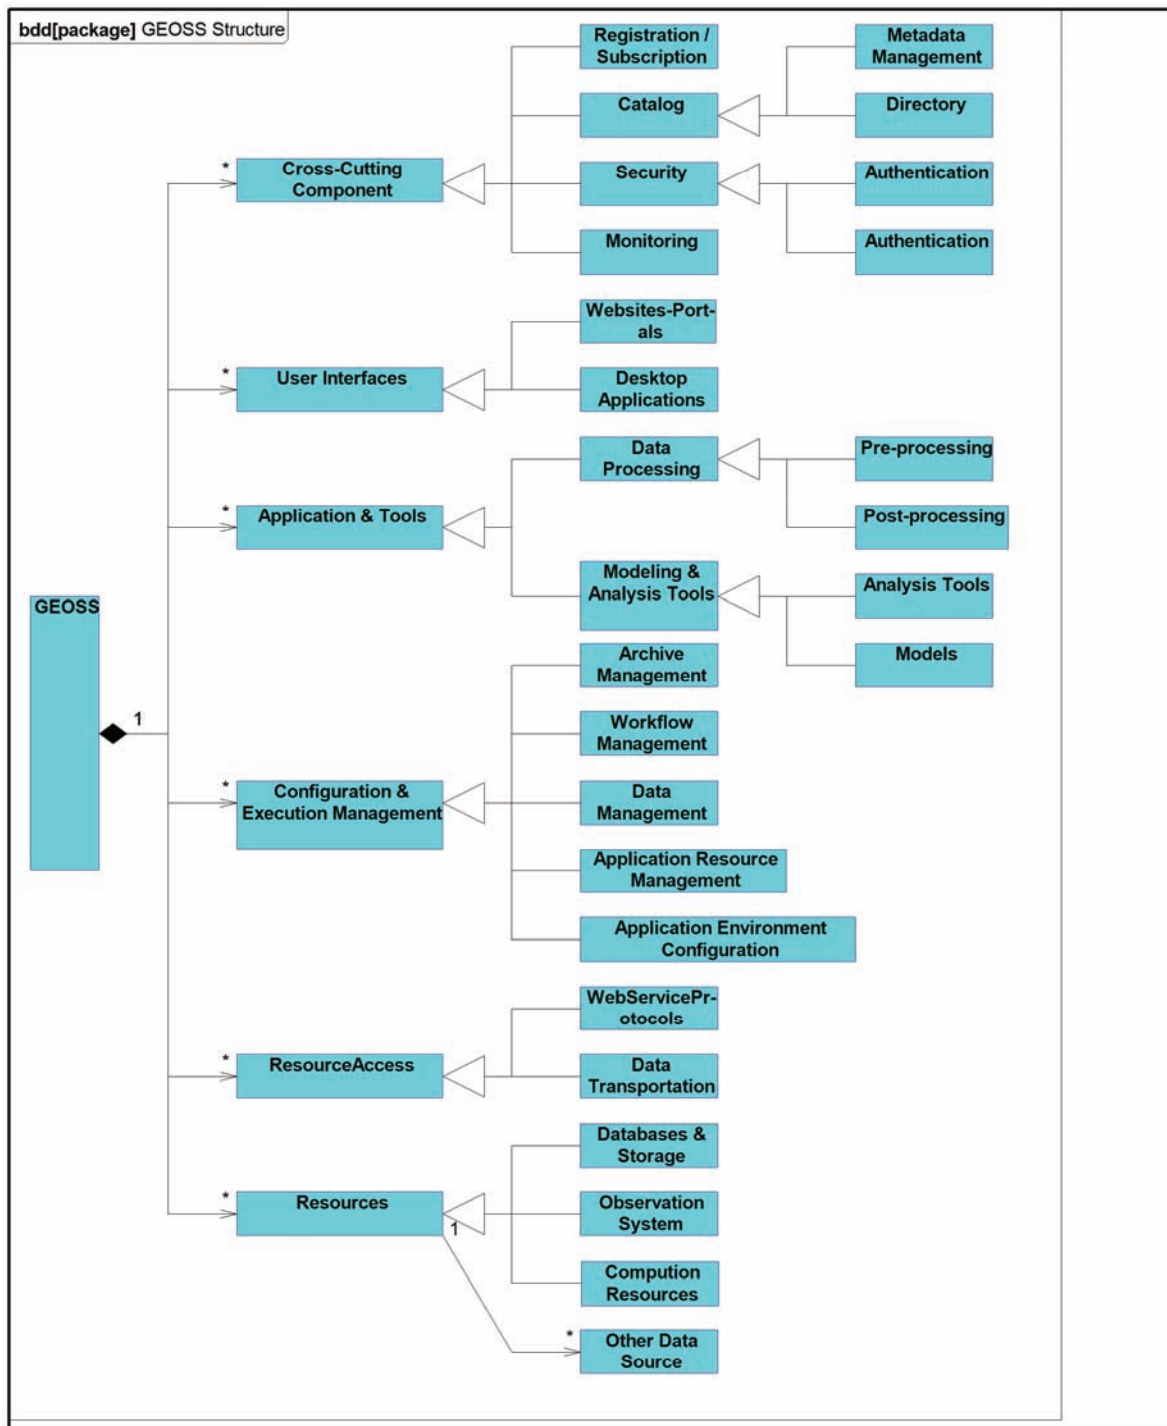 bdd[package] GEOSS Structure
Registration /
Subscription
Metadata
Management
Catalog
Directory
*
Cross-Cutting
Component
Security
Authentication
Monitoring
Authentication
Websites-Port-
als
*
User Interfaces
Desktop
Applications
Data
Processing
Pre-processing
*
Application & Tools
Post-processing
Modeling &
Analysis Tools
Analysis Tools
GEOSS
Archive
Management
Models
1
Workflow
Management
*
Configuration &
Execution Management
Data
Management
Application Resource
Management
Application Environment
Configuration
WebServicePr-
otocols
*
ResourceAccess
Data
Transportation
Databases &
Storage
*
Resources
1
Observation
System
Compution
Resources
*
Other Data
Source